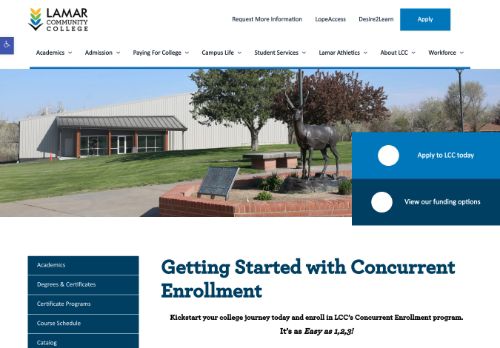 LAMAR
COMMUNITY
COLLEGE
Request More Information
LopeAccess
Desire2Learn
Apply
Academics
Admission
Paying For College
Campus Life
Student Services
Lamar Athletics
About LCC
Workforce
Apply to LCC today
View our funding options
Academics
Degrees & Certificates
Certificate Programs
Course Schedule
Catalog
Getting Started with Concurrent
Enrollment
Kickstart your college journey today and enroll in LCC's Concurrent Enrollment program.
It's as Easy as 1,2,3!